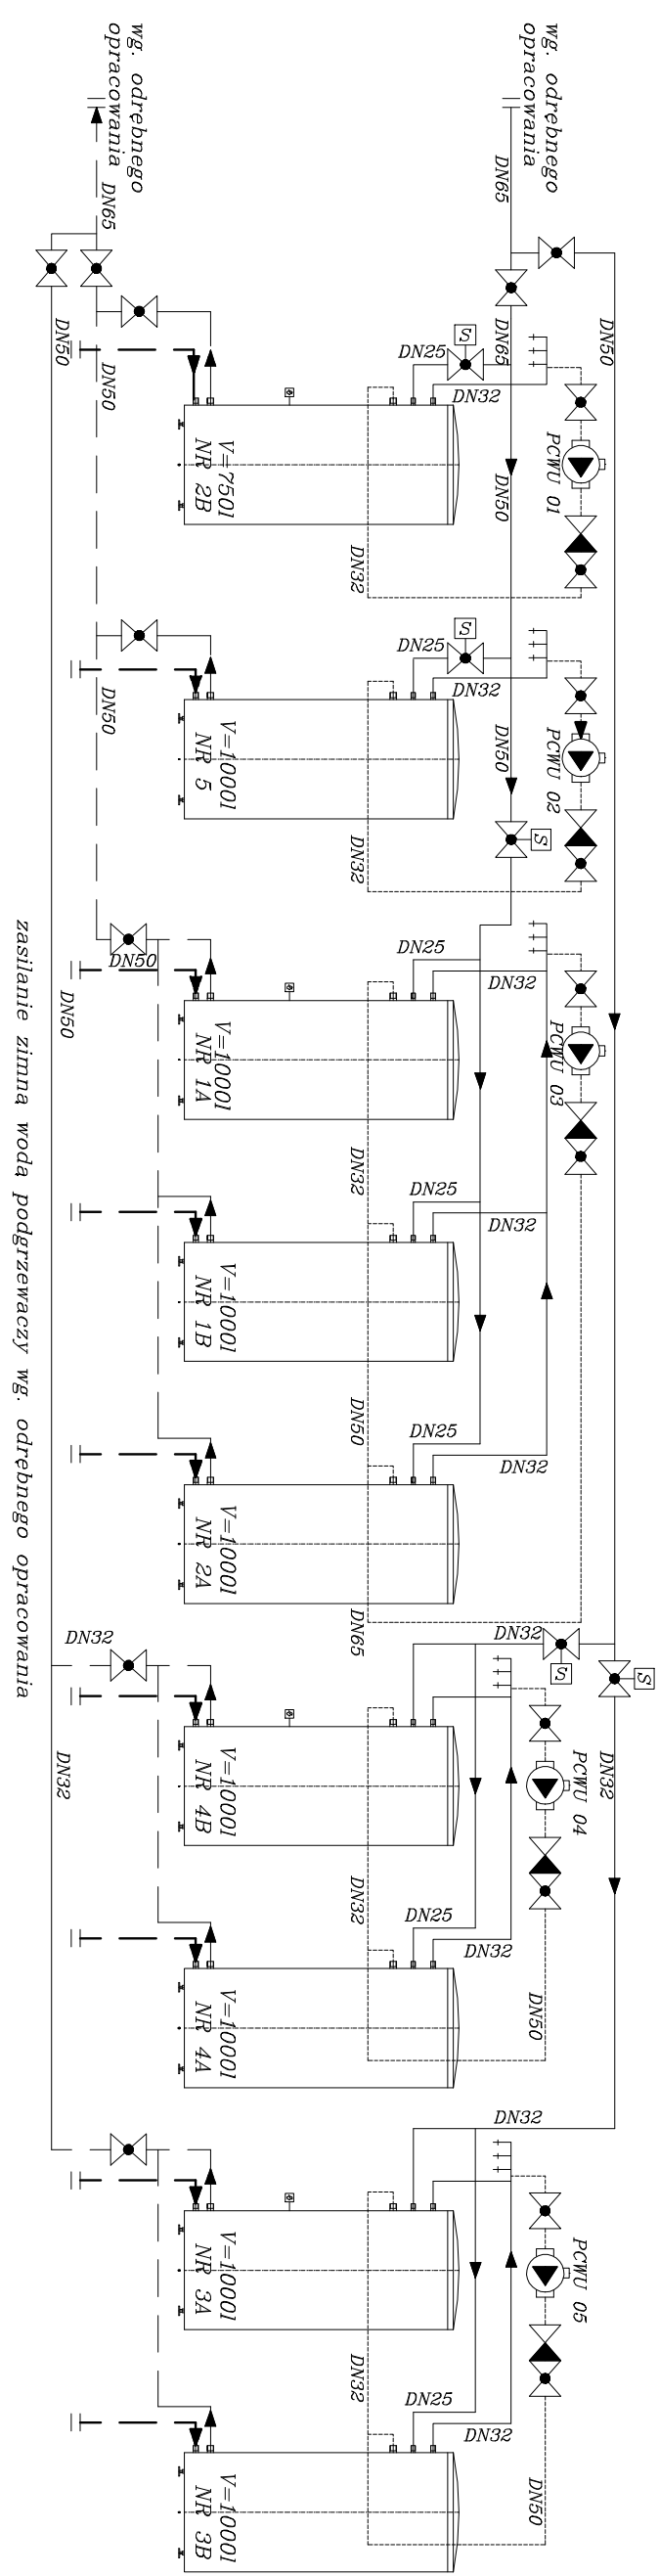 wg. odrębnego
opracowania
wg. odrębnego
opracowania
DN65
DN65
DN50
DN50
DN65
DN50
S
DN25
DN32
PCWU 01
V=750l
NR 2B
DN50
DN32
S
DN25
DN32
PCWU 02
V=1000l
NR 5
DN50
DN50
DN32
S
DN50
DN50
DN25
DN32
PCWU 03
V=1000l
NR 1A
DN32
DN25
DN32
V=1000l
NR 1B
DN50
DN25
DN32
V=1000l
NR 2A
DN65
DN32
S
S
DN32
DN32
DN32
PCWU 04
V=1000l
NR 4B
DN32
DN25
DN32
DN50
V=1000l
NR 4A
DN32
PCWU 05
V=1000l
NR 3A
DN32
DN25
DN32
DN50
V=1000l
NR 3B
zasilanie zimną wodą podgrzewaczy wg. odrębnego opracowania